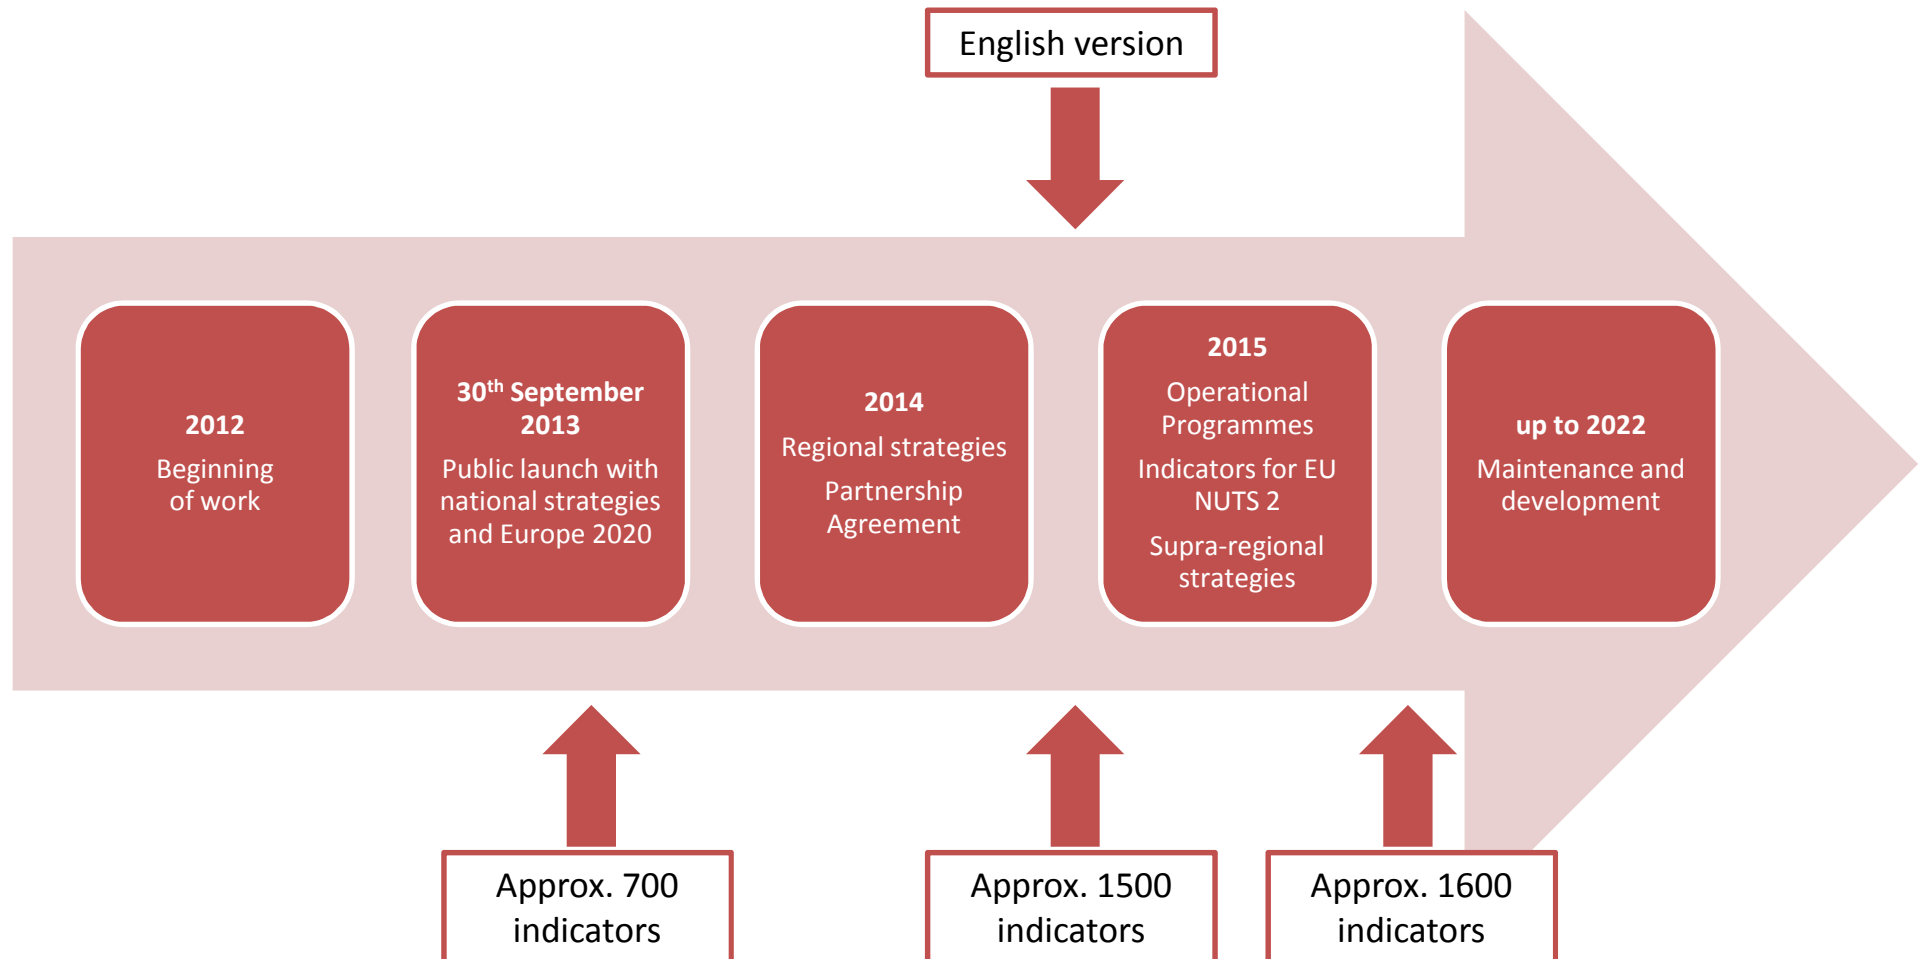 English version
2012
Beginning
of work
30th September
2013
Public launch with
national strategies
and Europe 2020
2014
Regional strategies
Partnership
Agreement
2015
Operational
Programmes
Indicators for EU
NUTS 2
Supra-regional
strategies
up to 2022
Maintenance and
development
Approx. 700
indicators
Approx. 1500
indicators
Approx. 1600
indicators